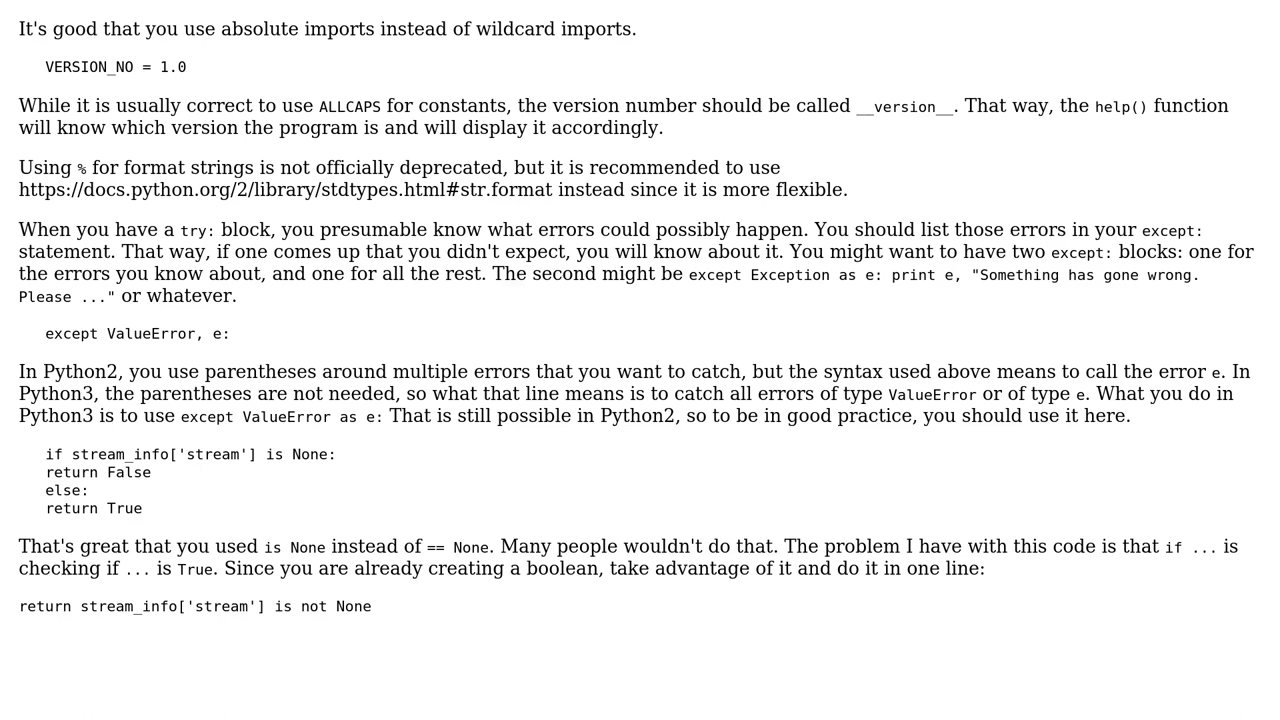 It's good that you use absolute imports instead of wildcard imports.
VERSION_NO = 1.0
While it is usually correct to use ALLCAPS for constants, the version number should be called __version__. That way, the help() function
will know which version the program is and will display it accordingly.
Using % for format strings is not officially deprecated, but it is recommended to use
https://docs.python.org/2/library/stdtypes.html#str.format instead since it is more flexible.
When you have a try: block, you presumable know what errors could possibly happen. You should list those errors in your except:
statement. That way, if one comes up that you didn't expect, you will know about it. You might want to have two except: blocks: one for
the errors you know about, and one for all the rest. The second might be except Exception as e: print e, "Something has gone wrong.
Please ..." or whatever.
except ValueError, e:
In Python2, you use parentheses around multiple errors that you want to catch, but the syntax used above means to call the error e. In
Python3, the parentheses are not needed, so what that line means is to catch all errors of type ValueError or of type e. What you do in
Python3 is to use except ValueError as e: That is still possible in Python2, so to be in good practice, you should use it here.
if stream_info['stream'] is None:
return False
else:
return True
That's great that you used is None instead of == None. Many people wouldn't do that. The problem I have with this code is that if ... is
checking if ... is True. Since you are already creating a boolean, take advantage of it and do it in one line:
return stream_info['stream'] is not None